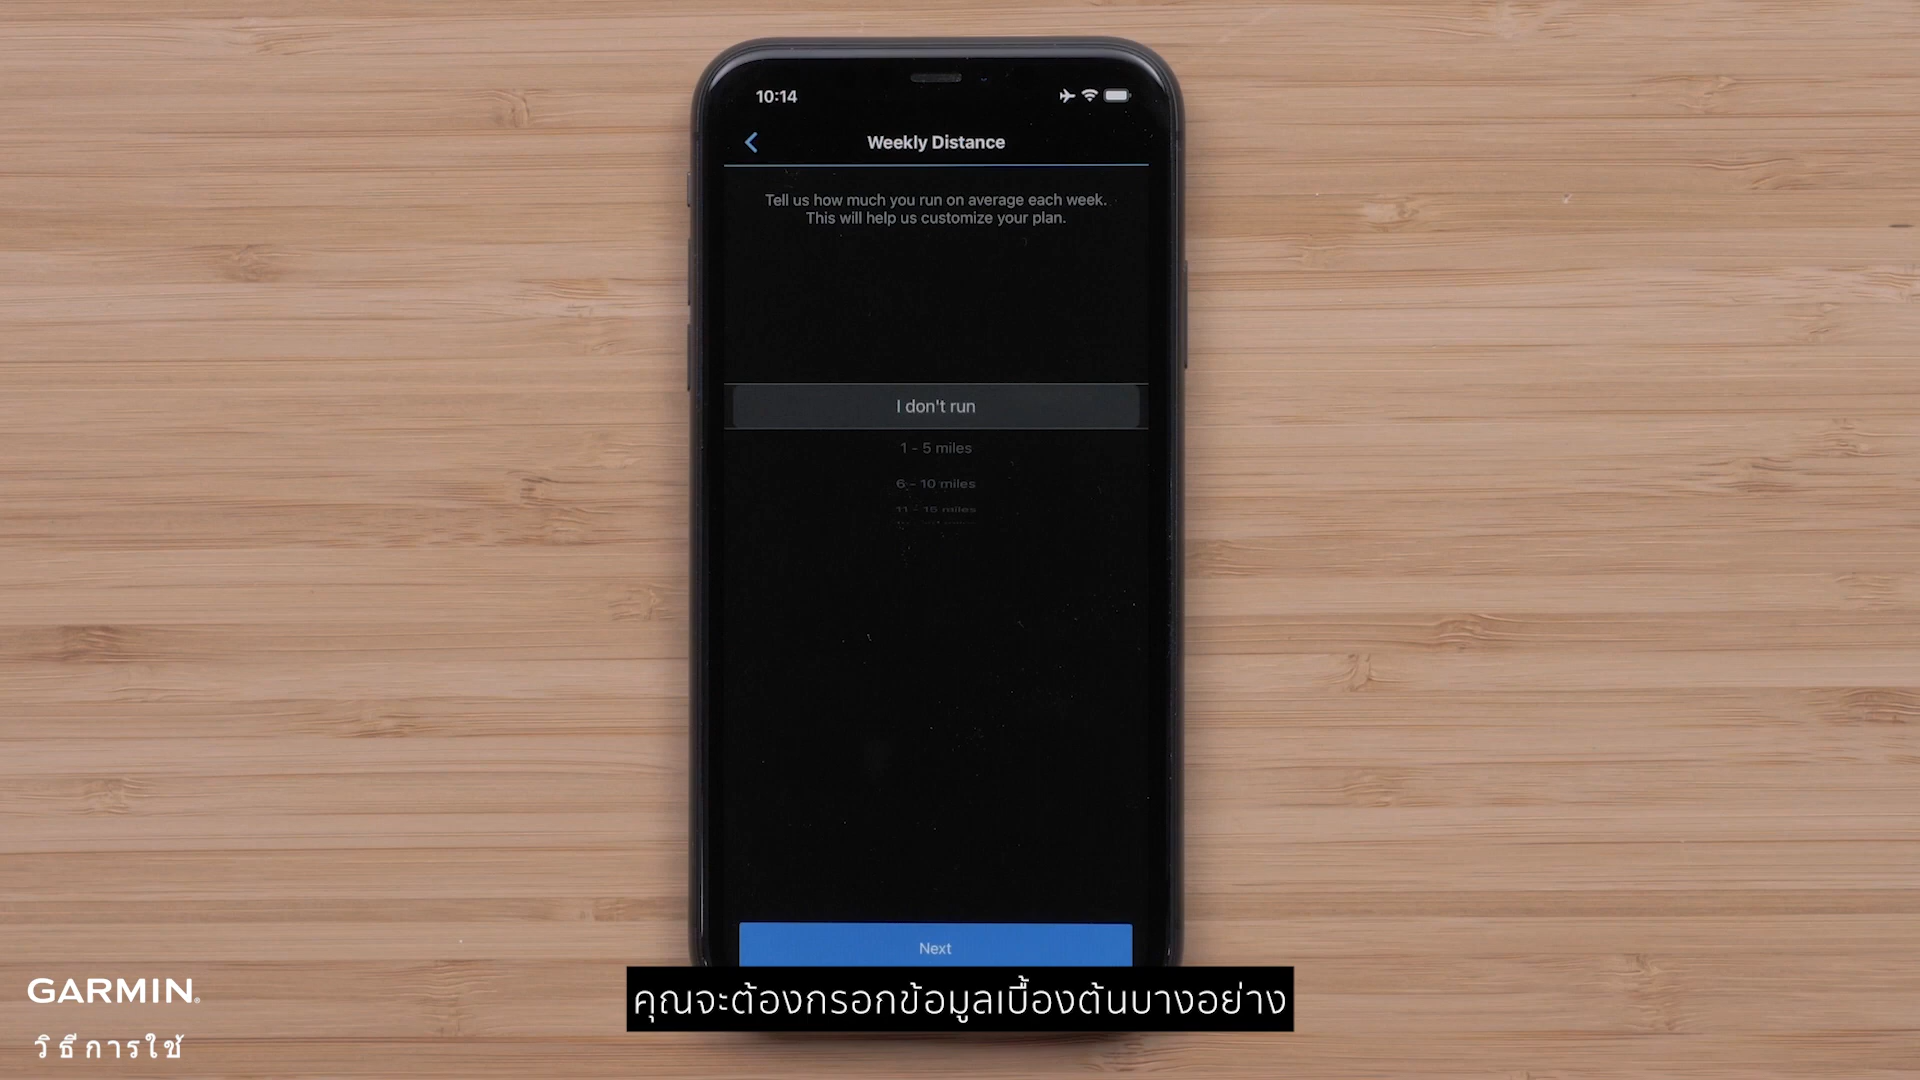 10:14
Weekly Distance
Tell us how much you run on average each week.
This will help us customize your plan.
I don't run
1 - 5 miles
6 - 10 miles
11 - 15 miles
Next
คุณจะต้องกรอกข้อมูลเบื้องต้นบางอย่าง
GARMIN®
วิธีการใช้